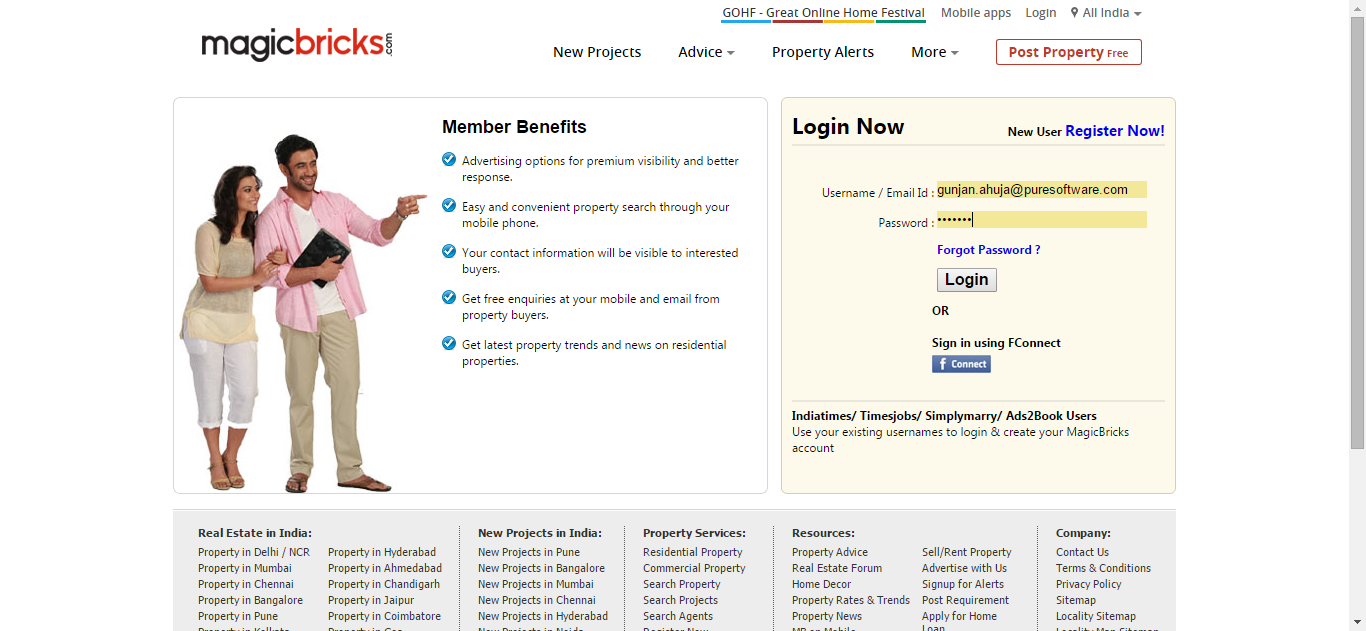 GOHF - Great Online Home Festival Mobile apps Login All India
magicbricks.com
New Projects Advice Property Alerts More Post Property Free
Member Benefits
Advertising options for premium visibility and better
response.
Easy and convenient property search through your
mobile phone.
Your contact information will be visible to interested
buyers.
Get free enquiries at your mobile and email from
property buyers.
Get latest property trends and news on residential
properties.
Login Now
New User Register Now!
Username / Email Id : gunjan.ahuja@puresoftware.com
Password : •••••••
Forgot Password ?
Login
OR
Sign in using FConnect
f Connect
Indiatimes/ Timesjobs/ Simplymarry/ Ads2Book Users
Use your existing usernames to login & create your MagicBricks
account
Real Estate in India:
Property in Delhi / NCR
Property in Mumbai
Property in Chennai
Property in Bangalore
Property in Pune
Property in Hyderabad
Property in Ahmedabad
Property in Chandigarh
Property in Jaipur
Property in Coimbatore
New Projects in India:
New Projects in Pune
New Projects in Bangalore
New Projects in Mumbai
New Projects in Chennai
New Projects in Hyderabad
Property Services:
Residential Property
Commercial Property
Search Property
Search Projects
Search Agents
Resources:
Property Advice
Real Estate Forum
Home Decor
Property Rates & Trends
Property News
Sell/Rent Property
Advertise with Us
Signup for Alerts
Post Requirement
Apply for Home
Loan
Company:
Contact Us
Terms & Conditions
Privacy Policy
Sitemap
Locality Sitemap